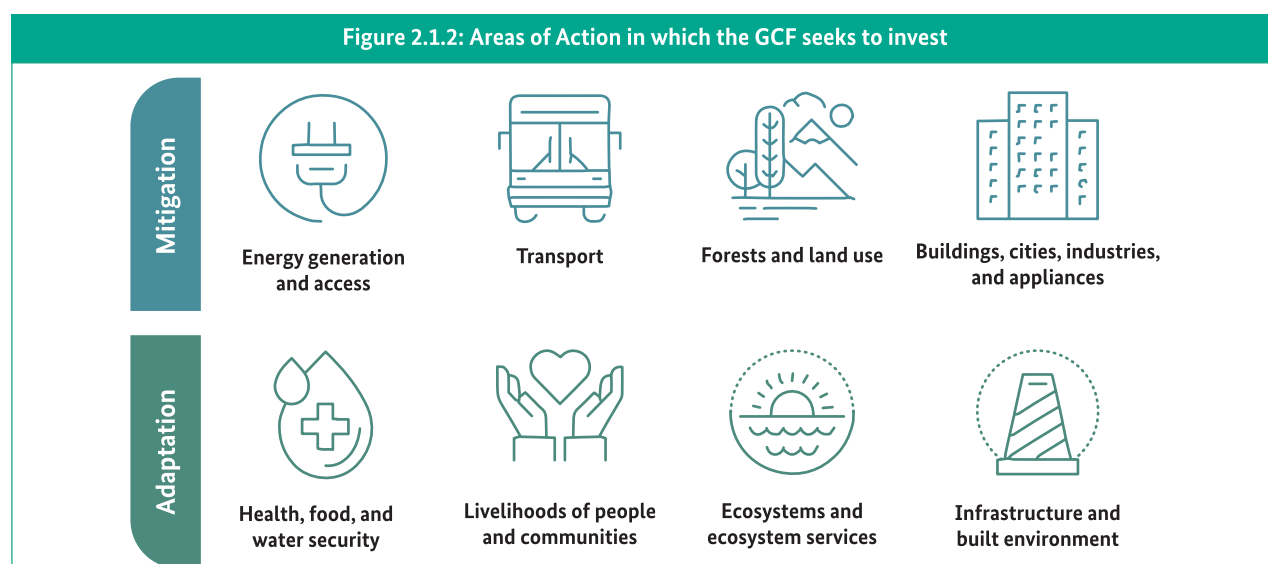 Figure 2.1.2: Areas of Action in which the GCF seeks to invest
Mitigation
Energy generation
and access
Transport
Forests and land use
Buildings, cities, industries,
and appliances
Adaptation
Health, food, and
water security
Livelihoods of people
and communities
Ecosystems and
ecosystem services
Infrastructure and
built environment